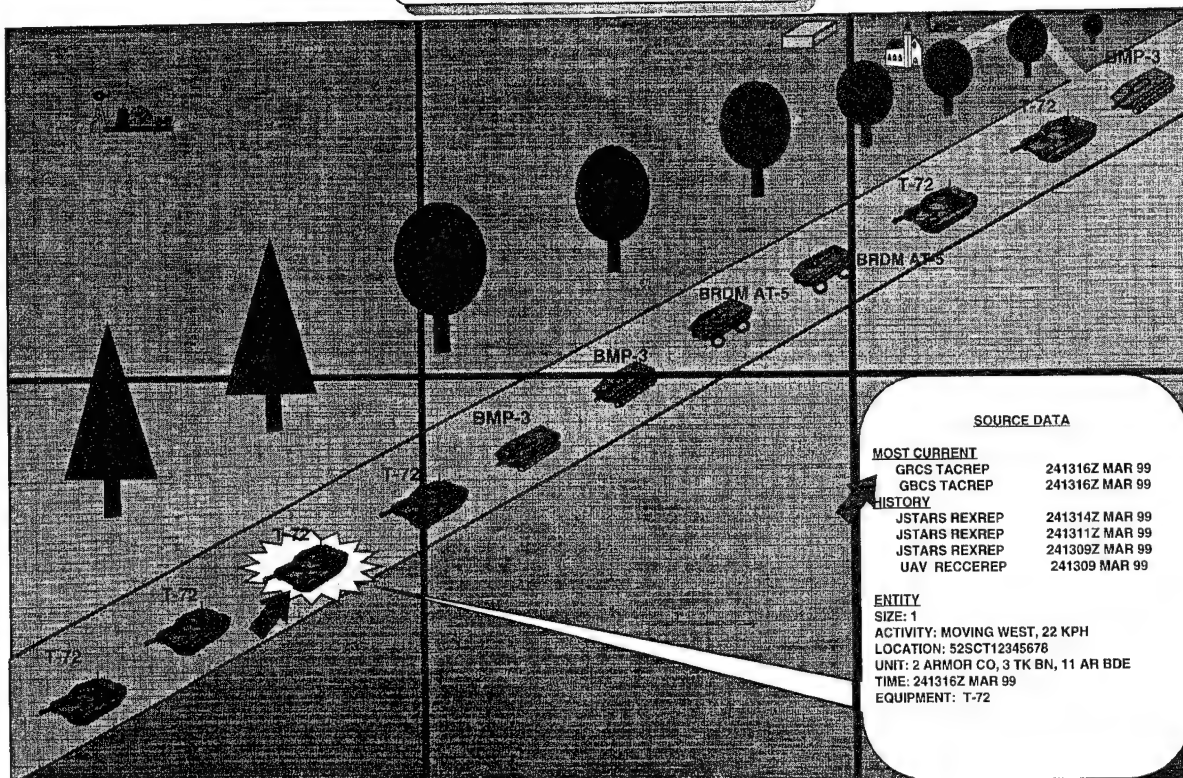 BMP-3
T-72
T-72
BRDM AT-5
BRDM AT-5
BMP-3
BMP-3
T-72
T-72
T-72
SOURCE DATA
MOST CURRENT
GRCS TACREP 241316Z MAR 99
GBCS TACREP 241316Z MAR 99
HISTORY
JSTARS REXREP 241314Z MAR 99
JSTARS REXREP 241311Z MAR 99
JSTARS REXREP 241309Z MAR 99
UAV RECCEREP 241309 MAR 99
ENTITY
SIZE: 1
ACTIVITY: MOVING WEST, 22 KPH
LOCATION: 52SCT12345678
UNIT: 2 ARMOR CO, 3 TK BN, 11 AR BDE
TIME: 241316Z MAR 99
EQUIPMENT: T-72